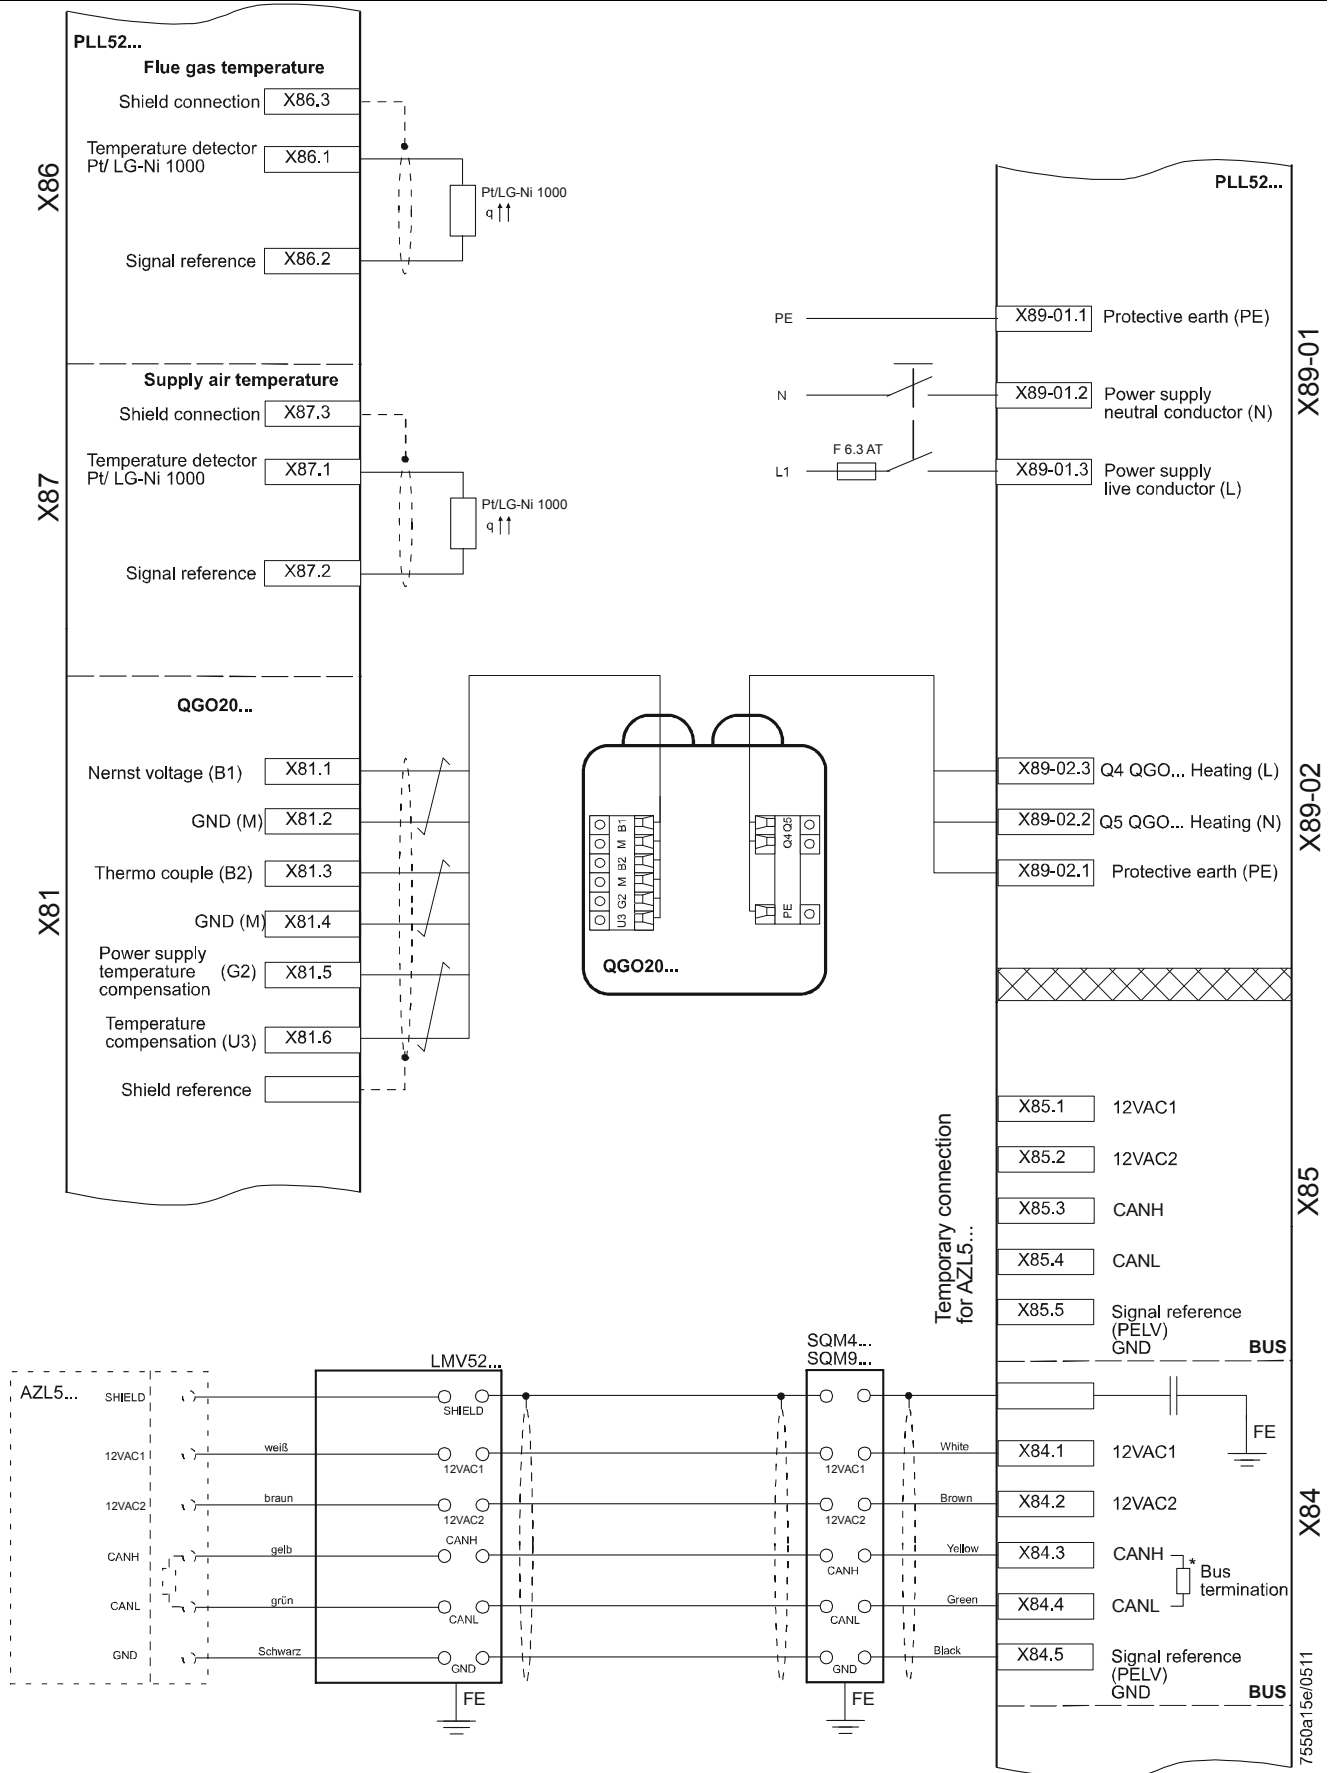 PLL52...
Flue gas temperature
Shield connection X86.3
Temperature detector
Pt/ LG-Ni 1000
X86.1
Pt/LG-Ni 1000
q
Signal reference X86.2
X86
Supply air temperature
Shield connection X87.3
Temperature detector
Pt/ LG-Ni 1000
X87.1
Pt/LG-Ni 1000
q
Signal reference X87.2
X87
QGO20...
Nernst voltage (B1) X81.1
GND (M) X81.2
Thermo couple (B2) X81.3
GND (M) X81.4
Power supply
temperature
compensation
(G2) X81.5
Temperature
compensation (U3) X81.6
Shield reference
X81
B1
M
B2
M
G2
U3
Q5
Q4
PE
QGO20...
PLL52...
PE X89-01.1 Protective earth (PE)
N X89-01.2 Power supply
neutral conductor (N)
F 6.3 AT
L1 X89-01.3 Power supply
live conductor (L)
X89-01
X89-02.3 Q4 QGO... Heating (L)
X89-02.2 Q5 QGO... Heating (N)
X89-02.1 Protective earth (PE)
X89-02
Temporary connection
for AZL5...
X85.1 12VAC1
X85.2 12VAC2
X85.3 CANH
X85.4 CANL
X85.5 Signal reference
(PELV)
GND
BUS
X85
AZL5...
SHIELD
12VAC1
12VAC2
CANH
CANL
GND
weiß
braun
gelb
grün
Schwarz
LMV52...
SHIELD
12VAC1
12VAC2
CANH
CANL
GND
FE
SQM4...
SQM9...
12VAC1
12VAC2
CANH
CANL
GND
FE
White
Brown
Yellow
Green
Black
FE
X84.1 12VAC1
X84.2 12VAC2
X84.3 CANH
* Bus
termination
X84.4 CANL
X84.5 Signal reference
(PELV)
GND
BUS
X84
7550a15e/0511